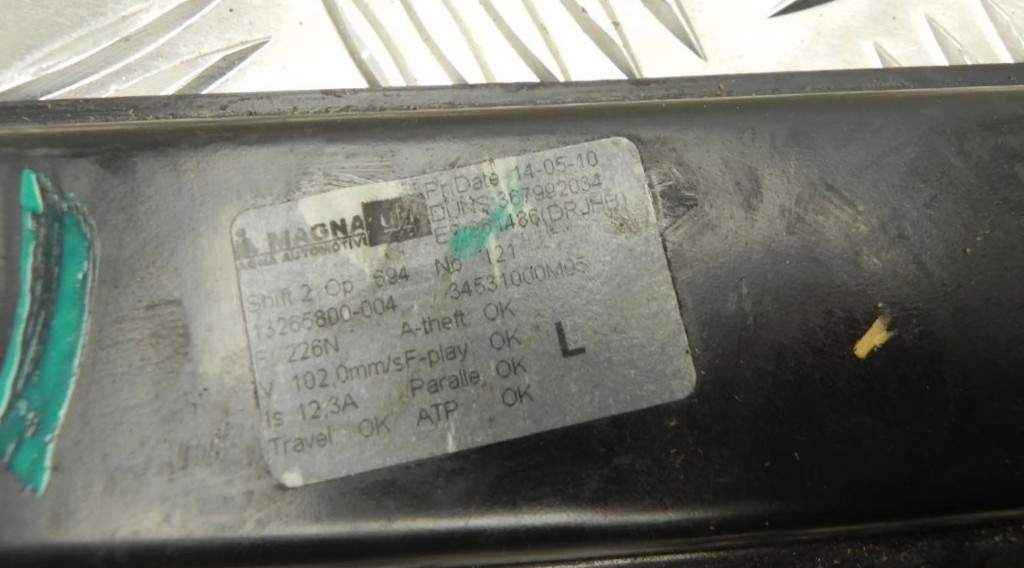 MAGNA
MAGNA AUTOMOTIVE
Pr.Date 14-05-10
DUNS 367992034
Shift 2 Op 694 No 121
13265800-004 34531000M05
F 226N A-theft OK
V 102.0mm/s F-play OK
Is 12.3A Paralle. OK
Travel OK ATP OK
L